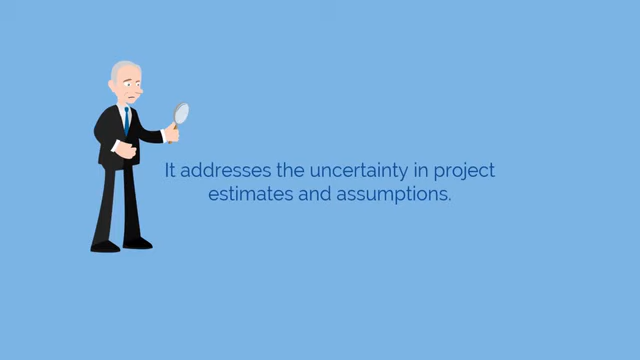 It addresses the uncertainty in project
estimates and assumptions.